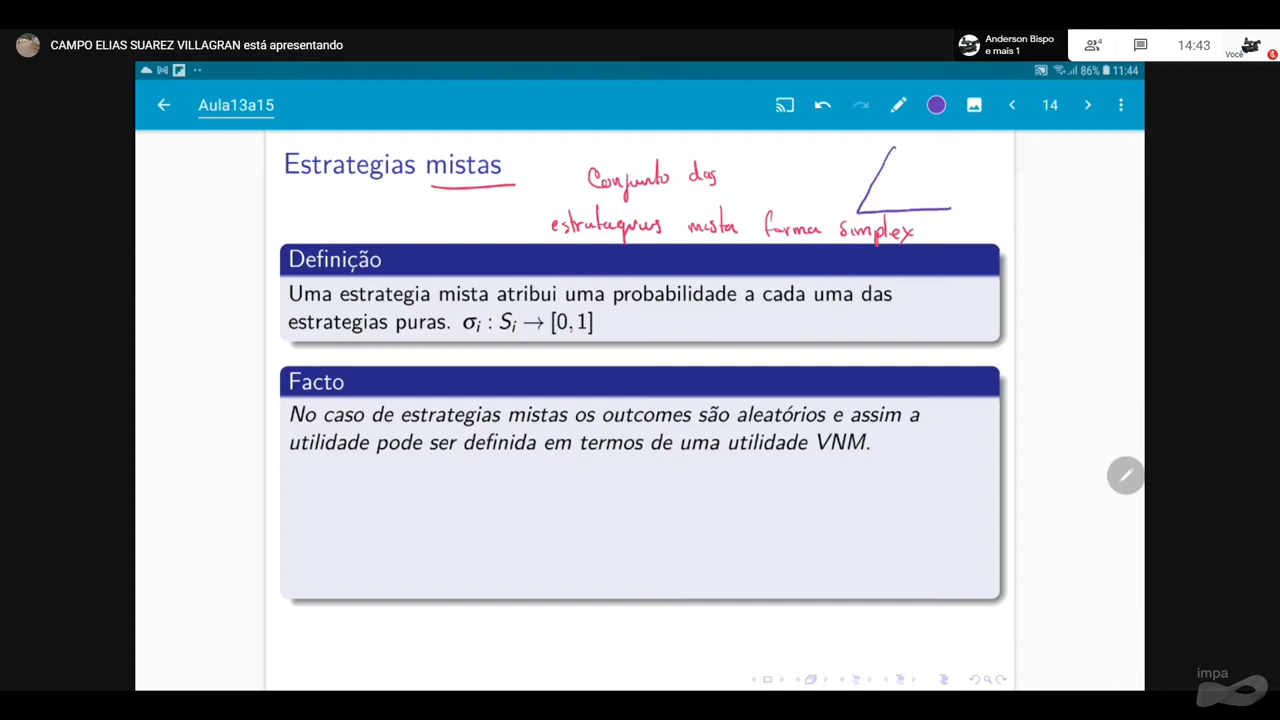 CAMPO ELIAS SUAREZ VILLAGRAN está apresentando
Anderson Bispo
e mais 1
4
14:43
Você
86% 11:44
Aula13a15
14
Estrategias mistas
Conjunto das
estrategias mista forma simplex
Definição
Uma estrategia mista atribui uma probabilidade a cada uma das
estrategias puras. σᵢ : Sᵢ → [0, 1]
Facto
No caso de estrategias mistas os outcomes são aleatórios e assim a
utilidade pode ser definida em termos de uma utilidade VNM.
impa